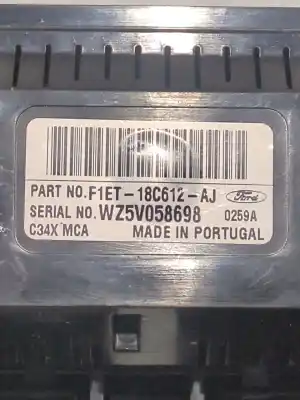 PART NO. F1ET-18C612-AJ Ford
SERIAL NO. WZ5V058698 0259A
C34X MCA MADE IN PORTUGAL